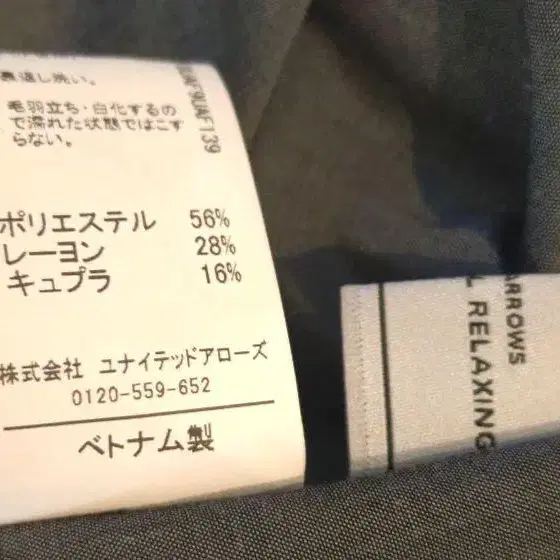 裏返し洗い。
毛羽立ち・白化するの
で濡れた状態ではこす
らない。
ポリエステル 56%
レーヨン 28%
キュプラ 16%
株式会社 ユナイテッドアローズ
0120-559-652
ベトナム製
ARROWS
RELAXING